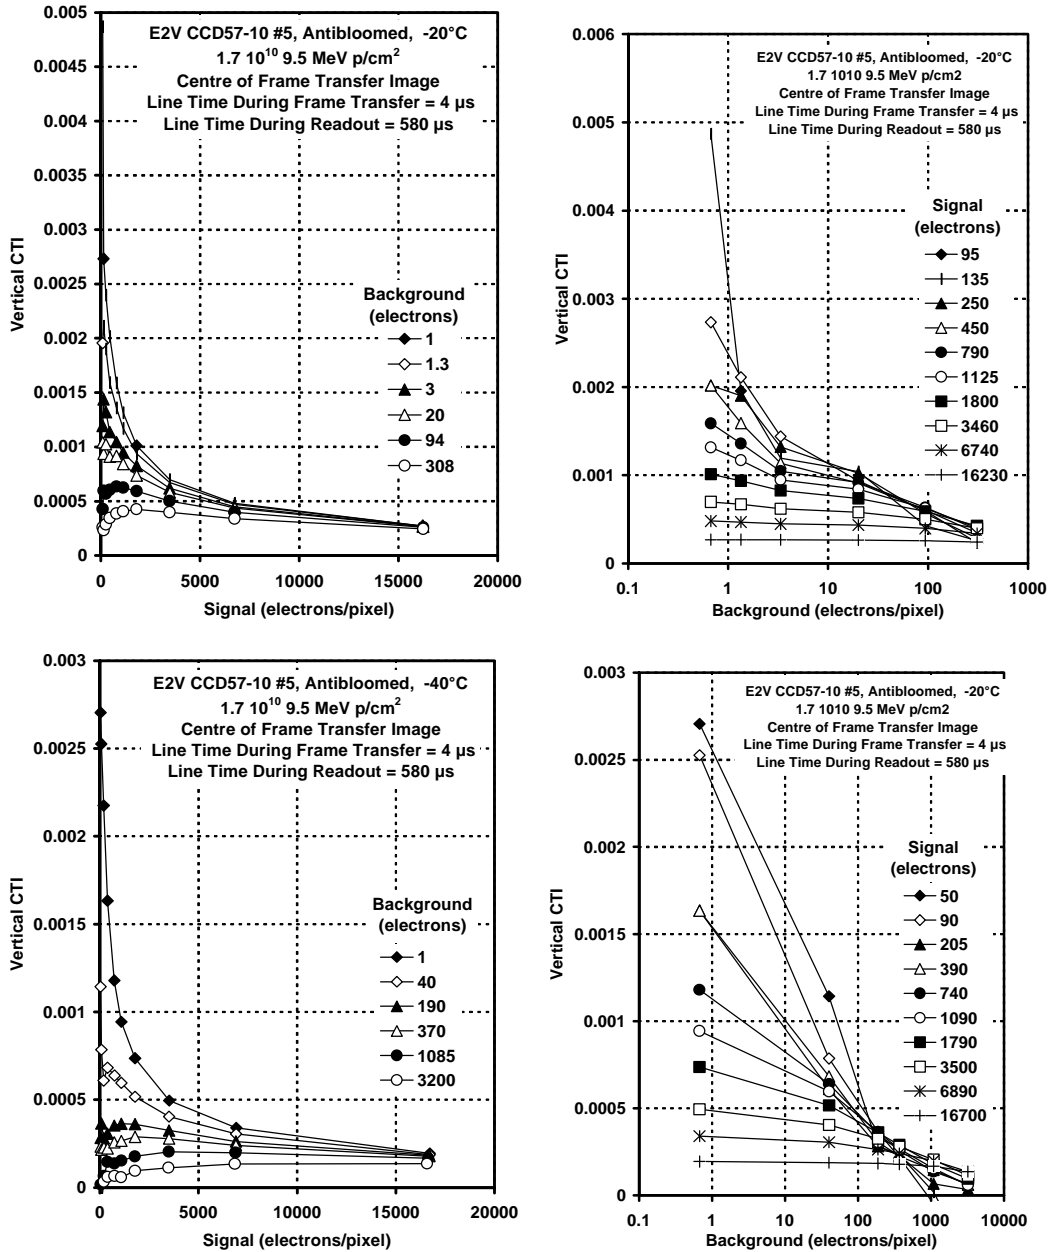 0.005
0.0045
0.004
0.0035
0.003
0.0025
0.002
0.0015
0.001
0.0005
0
Vertical CTI
E2V CCD57-10 #5, Antibloomed, -20°C
1.7 10¹⁰ 9.5 MeV p/cm²
Centre of Frame Transfer Image
Line Time During Frame Transfer = 4 µs
Line Time During Readout = 580 µs
Background
(electrons)
1
1.3
3
20
94
308
0 5000 10000 15000 20000
Signal (electrons/pixel)
0.006
0.005
0.004
0.003
0.002
0.001
0
Vertical CTI
E2V CCD57-10 #5, Antibloomed, -20°C
1.7 1010 9.5 MeV p/cm2
Centre of Frame Transfer Image
Line Time During Frame Transfer = 4 µs
Line Time During Readout = 580 µs
Signal
(electrons)
95
135
250
450
790
1125
1800
3460
6740
16230
0.1 1 10 100 1000
Background (electrons/pixel)
0.003
0.0025
0.002
0.0015
0.001
0.0005
0
Vertical CTI
E2V CCD57-10 #5, Antibloomed, -40°C
1.7 10¹⁰ 9.5 MeV p/cm²
Centre of Frame Transfer Image
Line Time During Frame Transfer = 4 µs
Line Time During Readout = 580 µs
Background
(electrons)
1
40
190
370
1085
3200
0 5000 10000 15000 20000
Signal (electrons/pixel)
0.003
0.0025
0.002
0.0015
0.001
0.0005
0
Vertical CTI
E2V CCD57-10 #5, Antibloomed, -20°C
1.7 1010 9.5 MeV p/cm2
Centre of Frame Transfer Image
Line Time During Frame Transfer = 4 µs
Line Time During Readout = 580 µs
Signal
(electrons)
50
90
205
390
740
1090
1790
3500
6890
16700
0.1 1 10 100 1000 10000
Background (electrons/pixel)